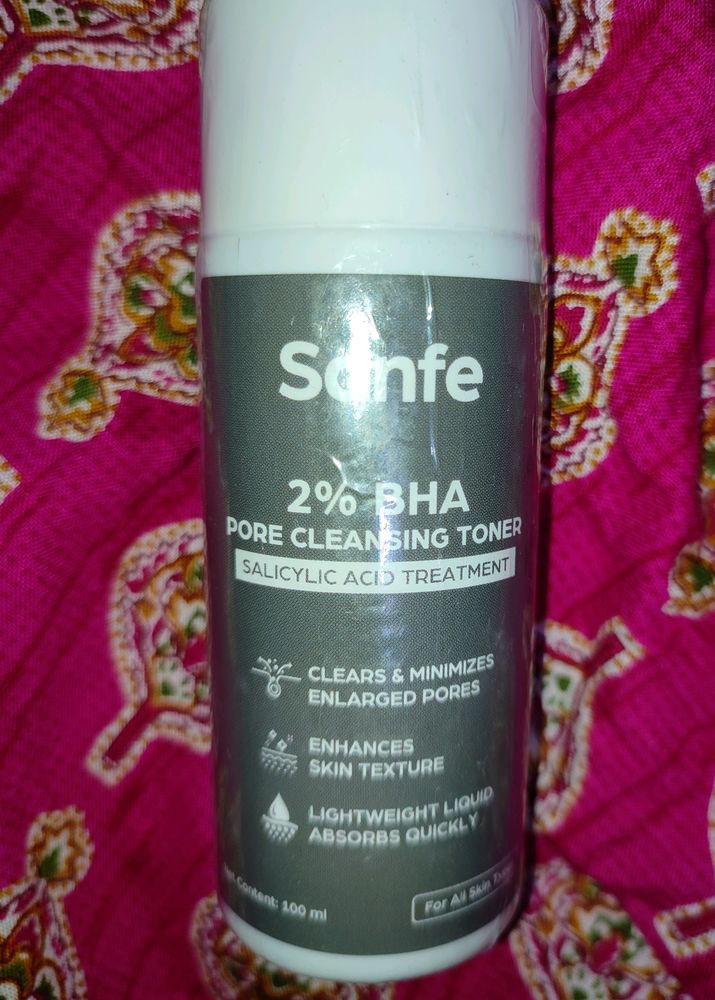 Sanfe
2% BHA
PORE CLEANSING TONER
SALICYLIC ACID TREATMENT
CLEARS & MINIMIZES
ENLARGED PORES
ENHANCES
SKIN TEXTURE
LIGHTWEIGHT LIQUID
ABSORBS QUICKLY
Net Content: 100 ml
For All Skin